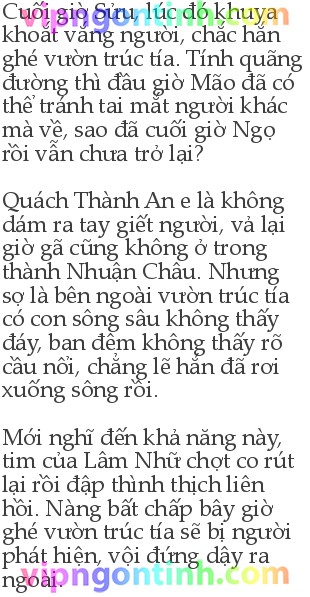 vipngontinh.com
Cuối giờ Sửu, lúc đó khuya
khoắt vắng người, chắc hắn
ghé vườn trúc tía. Tính quãng
đường thì đầu giờ Mão đã có
thể tránh tai mắt người khác
mà về, sao đã cuối giờ Ngọ
rồi vẫn chưa trở lại?
Quách Thành An e là không
dám ra tay giết người, vả lại
giờ gã cũng không ở trong
thành Nhuận Châu. Nhưng
sợ là bên ngoài vườn trúc tía
có con sông sâu không thấy
đáy, ban đêm không thấy rõ
cầu nổi, chẳng lẽ hắn đã roi
xuống sông rồi.
Mới nghĩ đến khả năng này,
tim của Lâm Nhữ chợt co rút
lại rồi đập thình thịch liên
hồi. Nàng bất chấp bây giờ
ghé vườn trúc tía sẽ bị người
phát hiện, vội đứng dậy ra
ngoài.
vipngontinh.com